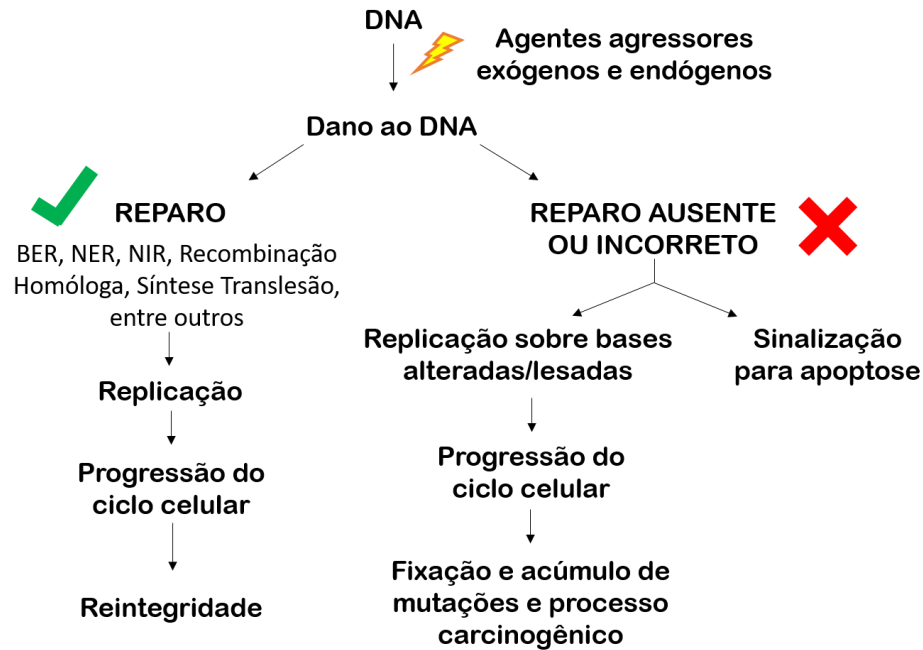 DNA
Agentes agressores
exógenos e endógenos
Dano ao DNA
REPARO
BER, NER, NIR, Recombinação
Homóloga, Síntese Translesão,
entre outros
Replicação
Progressão do
ciclo celular
Reintegridade
REPARO AUSENTE
OU INCORRETO
Replicação sobre bases
alteradas/lesadas
Progressão do
ciclo celular
Fixação e acúmulo de
mutações e processo
carcinogênico
Sinalização
para apoptose